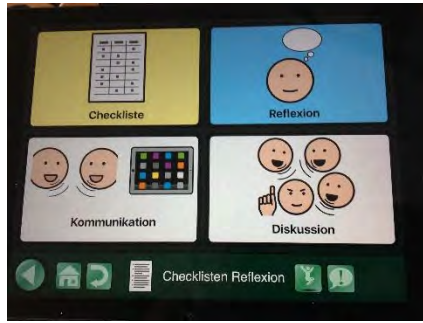 Checkliste
Reflexion
Kommunikation
Diskussion
Checklisten Reflexion